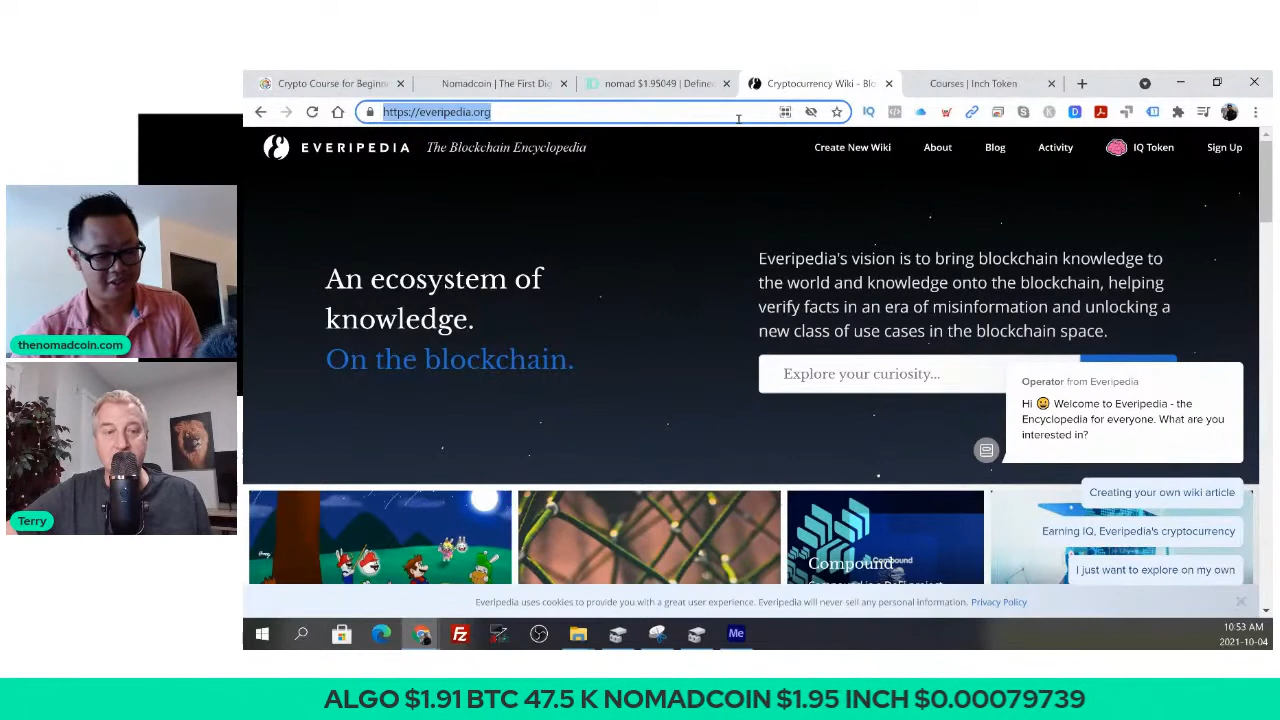 Crypto Course for Beginn
Nomadcoin | The First Dig
nomad $1.95049 | Define
Cryptocurrency Wiki - Blo
Courses | Inch Token
https://everipedia.org
EVERIPEDIA The Blockchain Encyclopedia
Create New Wiki
About
Blog
Activity
IQ Token
Sign Up
An ecosystem of
knowledge.
On the blockchain.
Everipedia's vision is to bring blockchain knowledge to
the world and knowledge onto the blockchain, helping
verify facts in an era of misinformation and unlocking a
new class of use cases in the blockchain space.
Explore your curiosity...
Operator from Everipedia
Hi 😀 Welcome to Everipedia - the
Encyclopedia for everyone. What are you
interested in?
Creating your own wiki article
Earning IQ, Everipedia's cryptocurrency
I just want to explore on my own
Compound
Compound
Everipedia uses cookies to provide you with a great user experience. Everipedia will never sell any personal information. Privacy Policy
thenomadcoin.com
Terry
Fz
Me
10:53 AM
2021-10-04
ALGO $1.91 BTC 47.5 K NOMADCOIN $1.95 INCH $0.00079739